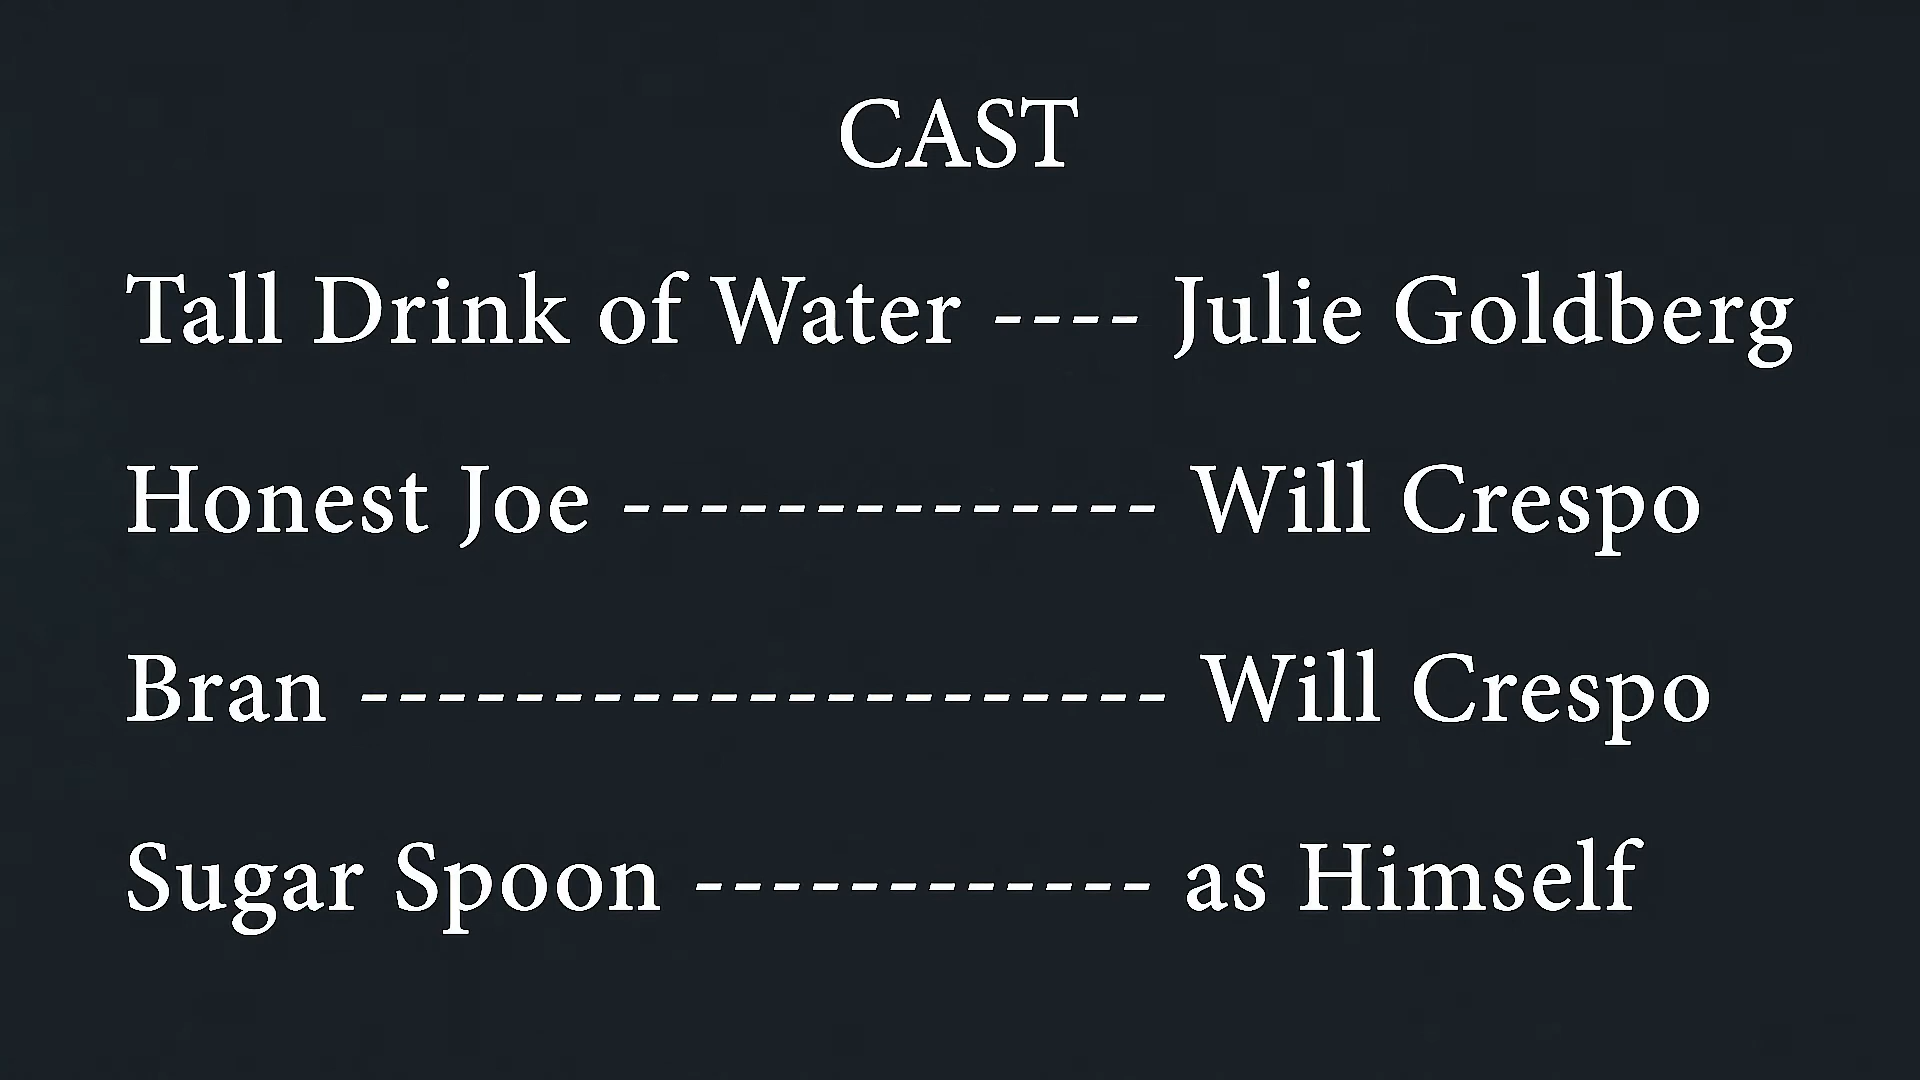 CAST
Tall Drink of Water ---- Julie Goldberg
Honest Joe -------------- Will Crespo
Bran --------------------- Will Crespo
Sugar Spoon ------------ as Himself